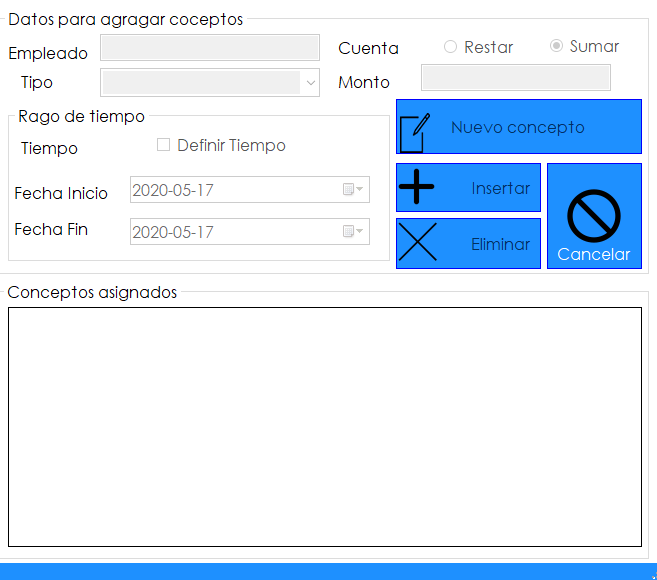 Datos para agragar coceptos
Empleado
Cuenta
Restar
Sumar
Tipo
Monto
Rago de tiempo
Tiempo
Definir Tiempo
Fecha Inicio
2020-05-17
Fecha Fin
2020-05-17
Nuevo concepto
Insertar
Eliminar
Cancelar
Conceptos asignados